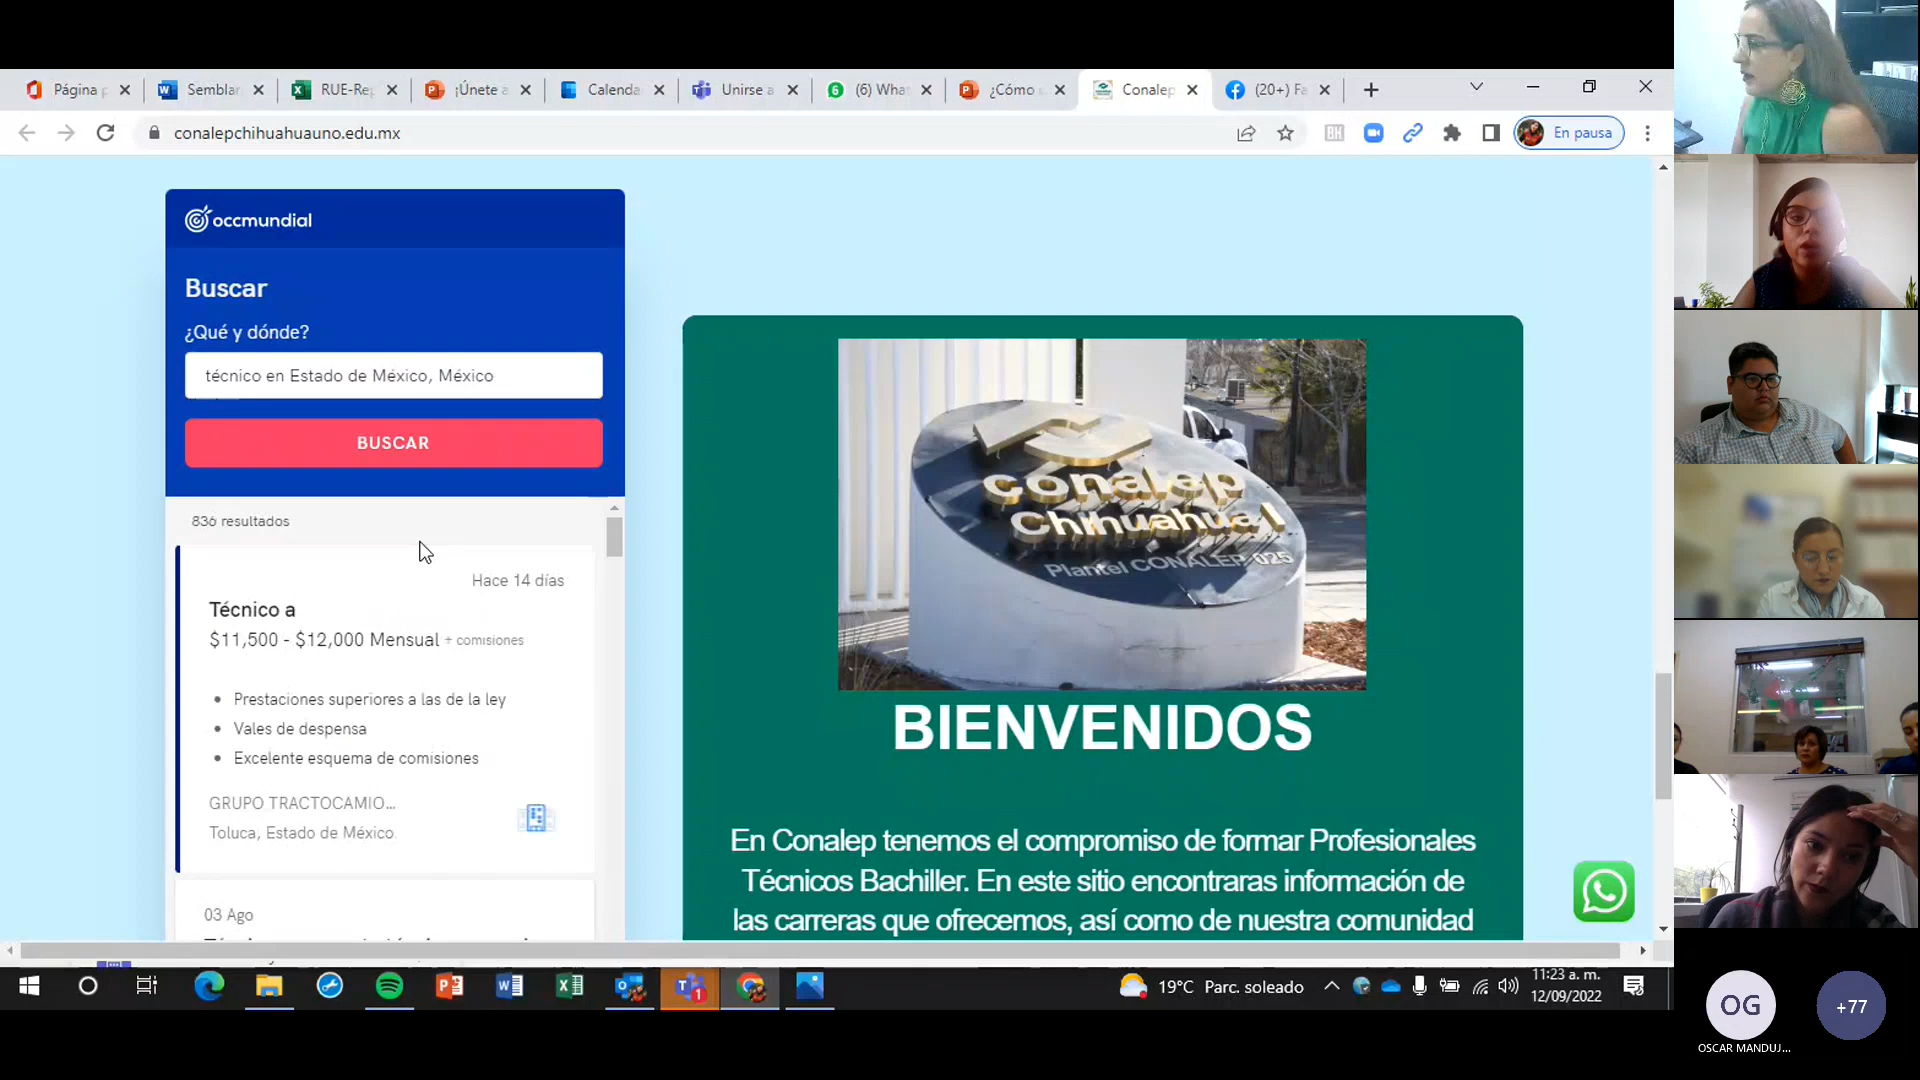 Página p
Sembla
RUE-Rep
¡Únete a
Calenda
Unirse a
(6) What
¿Cómo
Conalep
(20+) Fa
conalepchihuahuauno.edu.mx
En pausa
occmundial
Buscar
¿Qué y dónde?
técnico en Estado de México, México
BUSCAR
836 resultados
Hace 14 días
Técnico a
$11,500 - $12,000 Mensual + comisiones
Prestaciones superiores a las de la ley
Vales de despensa
Excelente esquema de comisiones
GRUPO TRACTOCAMIO...
Toluca, Estado de México
03 Ago
conalep
Chihuahua I
Plantel CONALEP 025
BIENVENIDOS
En Conalep tenemos el compromiso de formar Profesionales
Técnicos Bachiller. En este sitio encontraras información de
las carreras que ofrecemos, así como de nuestra comunidad
19°C Parc. soleado
11:23 a. m.
12/09/2022
OG
+77
OSCAR MANDUJ...